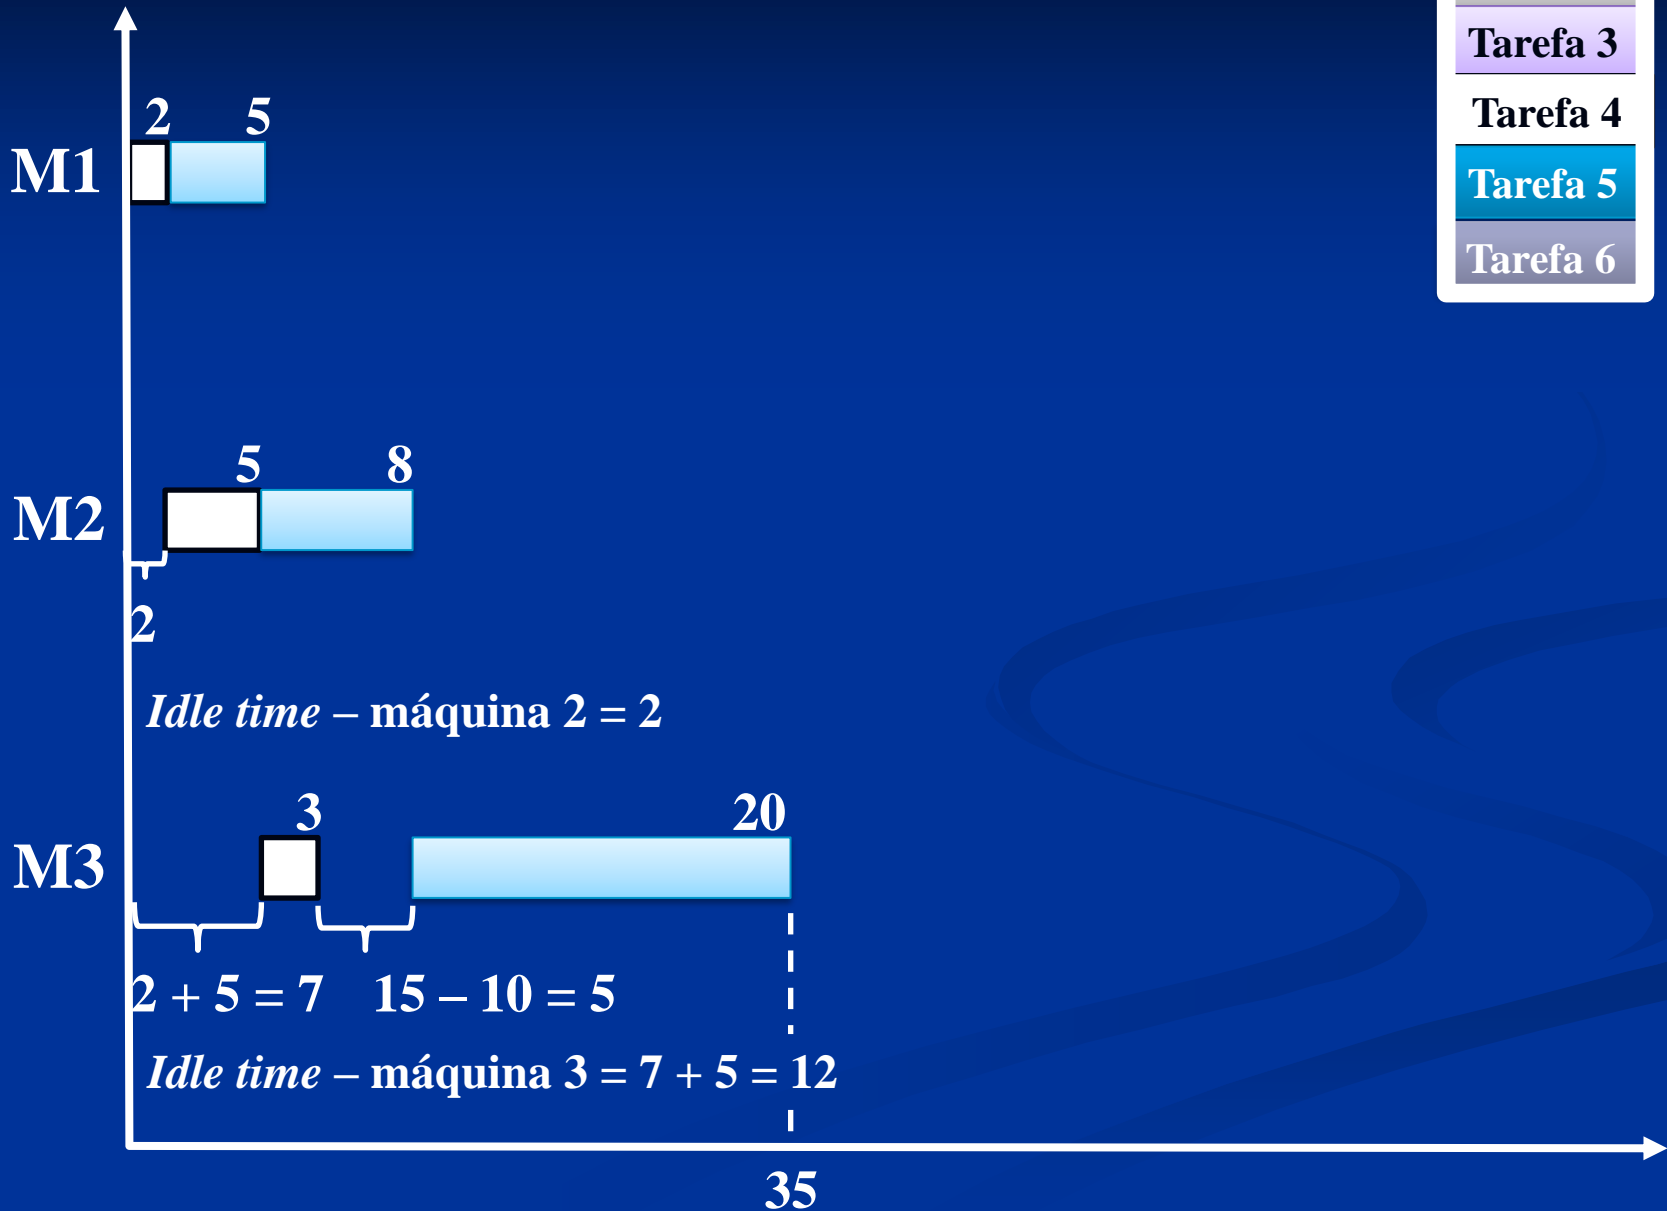 Tarefa 3
Tarefa 4
Tarefa 5
Tarefa 6
2 5
M1
5 8
M2
2
Idle time – máquina 2 = 2
3 20
M3
2 + 5 = 7 15 – 10 = 5
Idle time – máquina 3 = 7 + 5 = 12
35